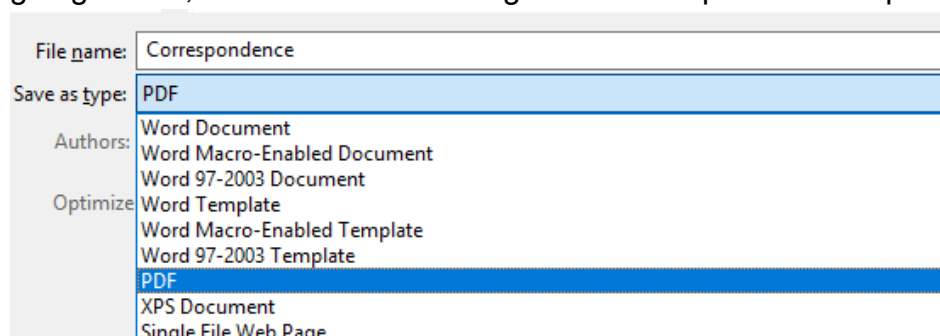 File name: Correspondence
Save as type: PDF
Word Document
Authors:
Word Macro-Enabled Document
Word 97-2003 Document
Optimize Word Template
Word Macro-Enabled Template
Word 97-2003 Template
PDF
XPS Document
Single File Web Page